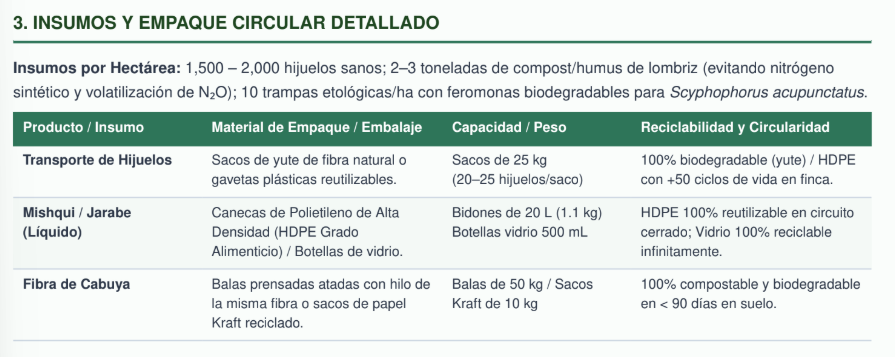 3. INSUMOS Y EMPAQUE CIRCULAR DETALLADO
Insumos por Hectárea: 1,500 – 2,000 hijuelos sanos; 2–3 toneladas de compost/humus de lombriz (evitando nitrógeno
sintético y volatilización de N₂O); 10 trampas etológicas/ha con feromonas biodegradables para Scyphophorus acupunctatus.
Producto / Insumo | Material de Empaque / Embalaje | Capacidad / Peso | Reciclabilidad y Circularidad
Transporte de Hijuelos | Sacos de yute de fibra natural o | Sacos de 25 kg | 100% biodegradable (yute) / HDPE
gavetas plásticas reutilizables. | (20–25 hijuelos/saco) | con +50 ciclos de vida en finca.
Mishqui / Jarabe | Canecas de Polietileno de Alta | Bidones de 20 L (1.1 kg) | HDPE 100% reutilizable en circuito
(Líquido) | Densidad (HDPE Grado | Botellas vidrio 500 mL | cerrado; Vidrio 100% reciclable
Alimenticio) / Botellas de vidrio. | infinitamente.
Fibra de Cabuya | Balas prensadas atadas con hilo de | Balas de 50 kg / Sacos | 100% compostable y biodegradable
la misma fibra o sacos de papel | Kraft de 10 kg | en < 90 días en suelo.
Kraft reciclado.